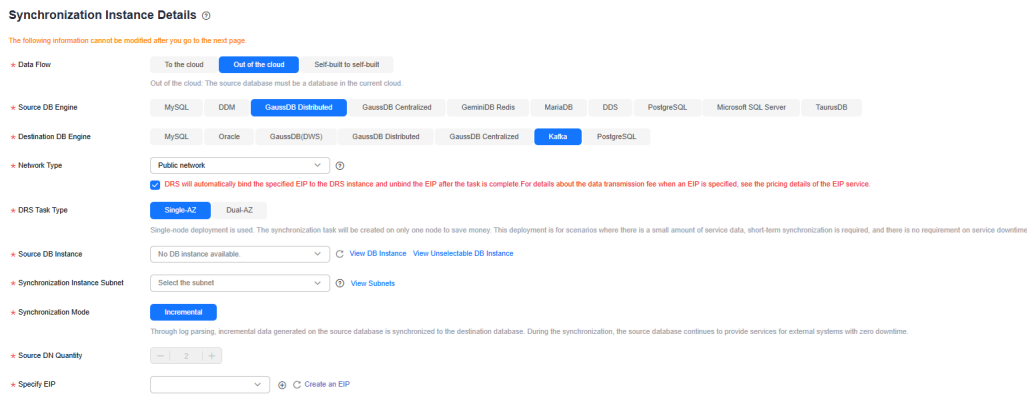 Synchronization Instance Details
The following information cannot be modified after you go to the next page.
* Data Flow To the cloud Out of the cloud Self-built to self-built
Out of the cloud: The source database must be a database in the current cloud.
* Source DB Engine MySQL DDM GaussDB Distributed GaussDB Centralized GeminiDB Redis MariaDB DDS PostgreSQL Microsoft SQL Server TaurusDB
* Destination DB Engine MySQL Oracle GaussDB(DWS) GaussDB Distributed GaussDB Centralized Kafka PostgreSQL
* Network Type Public network
DRS will automatically bind the specified EIP to the DRS instance and unbind the EIP after the task is complete.For details about the data transmission fee when an EIP is specified, see the pricing details of the EIP service.
* DRS Task Type Single-AZ Dual-AZ
Single-node deployment is used. The synchronization task will be created on only one node to save money. This deployment is for scenarios where there is a small amount of service data, short-term synchronization is required, and there is no requirement on service downtime
* Source DB Instance No DB instance available. View DB Instance View Unselectable DB Instance
* Synchronization Instance Subnet Select the subnet View Subnets
* Synchronization Mode Incremental
Through log parsing, incremental data generated on the source database is synchronized to the destination database. During the synchronization, the source database continues to provide services for external systems with zero downtime.
* Source DN Quantity — 2 +
* Specify EIP Create an EIP